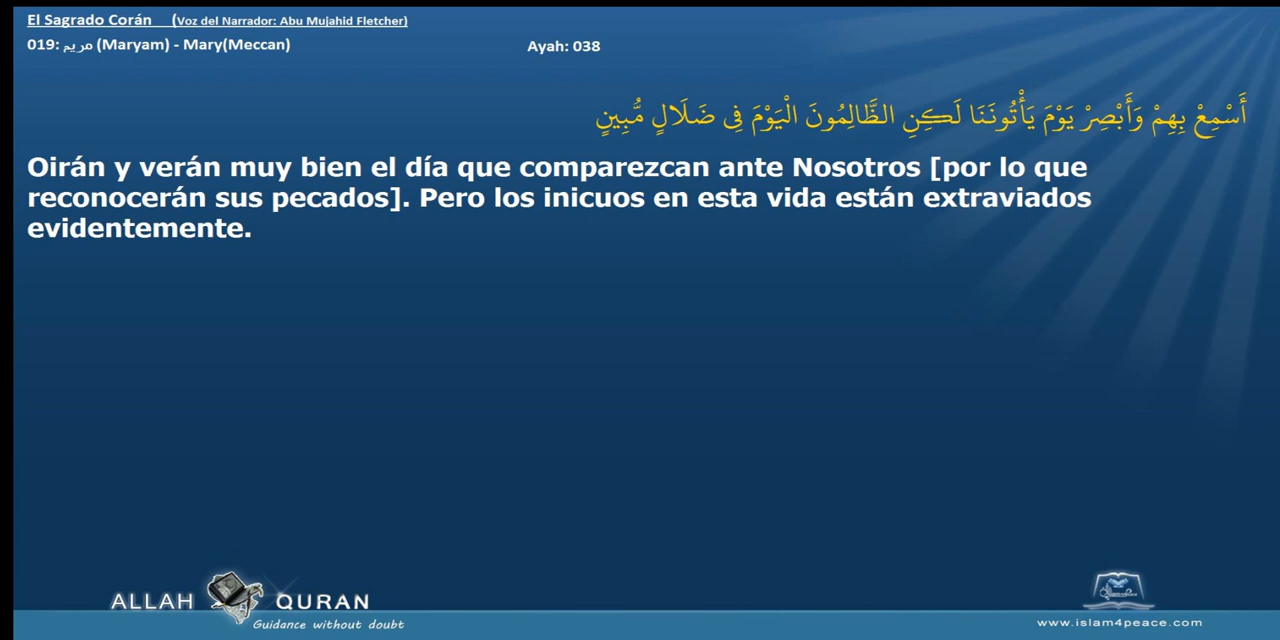 El Sagrado Corán (Voz del Narrador: Abu Mujahid Fletcher)
019: مريم (Maryam) - Mary(Meccan) Ayah: 038
أَسْمِعْ بِهِمْ وَأَبْصِرْ يَوْمَ يَأْتُونَنَا لَكِنِ الظَّالِمُونَ الْيَوْمَ فِي ضَلَالٍ مُّبِينٍ
Oirán y verán muy bien el día que comparezcan ante Nosotros [por lo que
reconocerán sus pecados]. Pero los inicuos en esta vida están extraviados
evidentemente.
ALLAH QURAN
Guidance without doubt
www.islam4peace.com